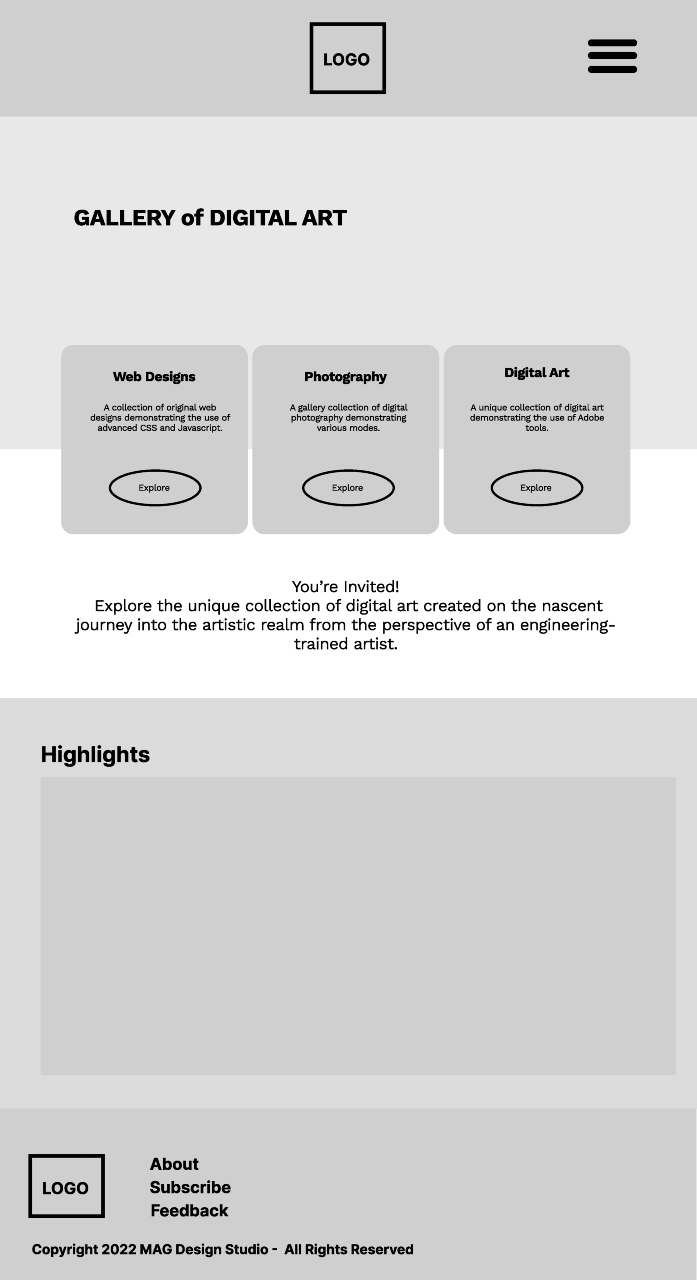 LOGO
GALLERY of DIGITAL ART
Web Designs
A collection of original web
designs demonstrating the use of
advanced CSS and Javascript.
Explore
Photography
A gallery collection of digital
photography demonstrating
various modes.
Explore
Digital Art
A unique collection of digital art
demonstrating the use of Adobe
tools.
Explore
You’re Invited!
Explore the unique collection of digital art created on the nascent
journey into the artistic realm from the perspective of an engineering-
trained artist.
Highlights
LOGO
About
Subscribe
Feedback
Copyright 2022 MAG Design Studio - All Rights Reserved